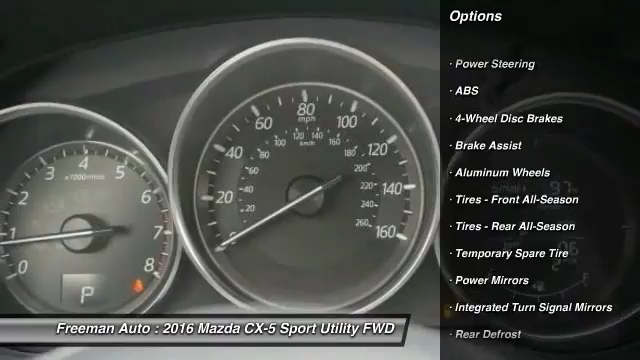 Options
· Power Steering
· ABS
· 4-Wheel Disc Brakes
· Brake Assist
· Aluminum Wheels
· Tires - Front All-Season
· Tires - Rear All-Season
· Temporary Spare Tire
· Power Mirrors
· Integrated Turn Signal Mirrors
· Rear Defrost
0 1 2 3 4 5 6 7 8
x1000r/min
P
0 20 40 60 80 100 120 140 160
mph
20 40 60 80 100 120 140 160 180 200 220 240 260
km/h
Freeman Auto : 2016 Mazda CX-5 Sport Utility FWD